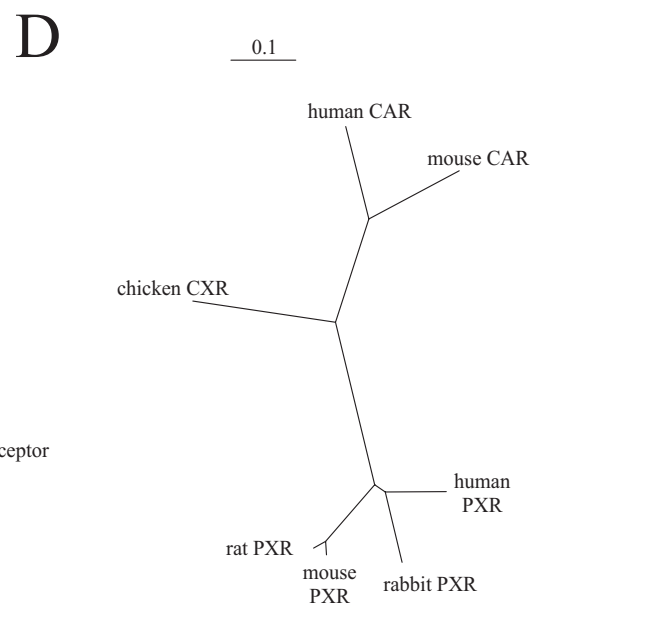 D
0.1
human CAR
mouse CAR
chicken CXR
ceptor
human
PXR
rat PXR
mouse
PXR
rabbit PXR